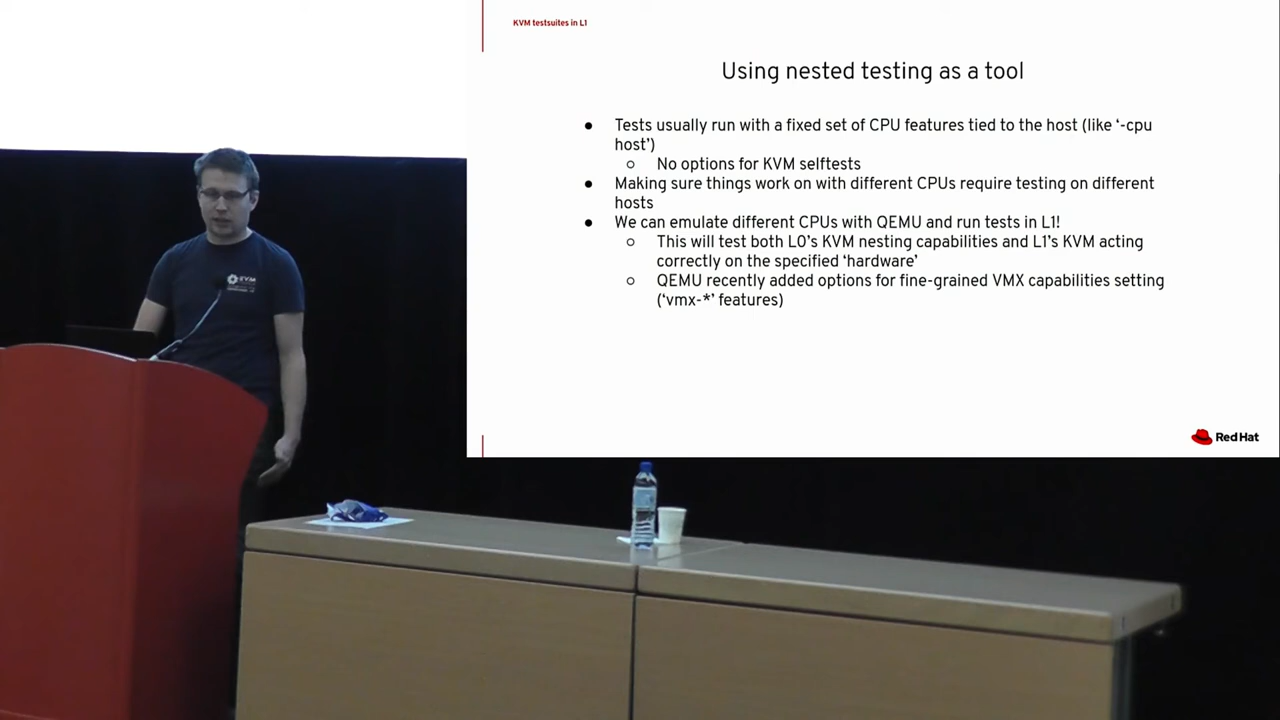 KVM testsuites in L1
Using nested testing as a tool
● Tests usually run with a fixed set of CPU features tied to the host (like ‘-cpu
host’)
○ No options for KVM selftests
● Making sure things work on with different CPUs require testing on different
hosts
● We can emulate different CPUs with QEMU and run tests in L1!
○ This will test both L0’s KVM nesting capabilities and L1’s KVM acting
correctly on the specified ‘hardware’
○ QEMU recently added options for fine-grained VMX capabilities setting
(‘vmx-*’ features)
Red Hat
KVM